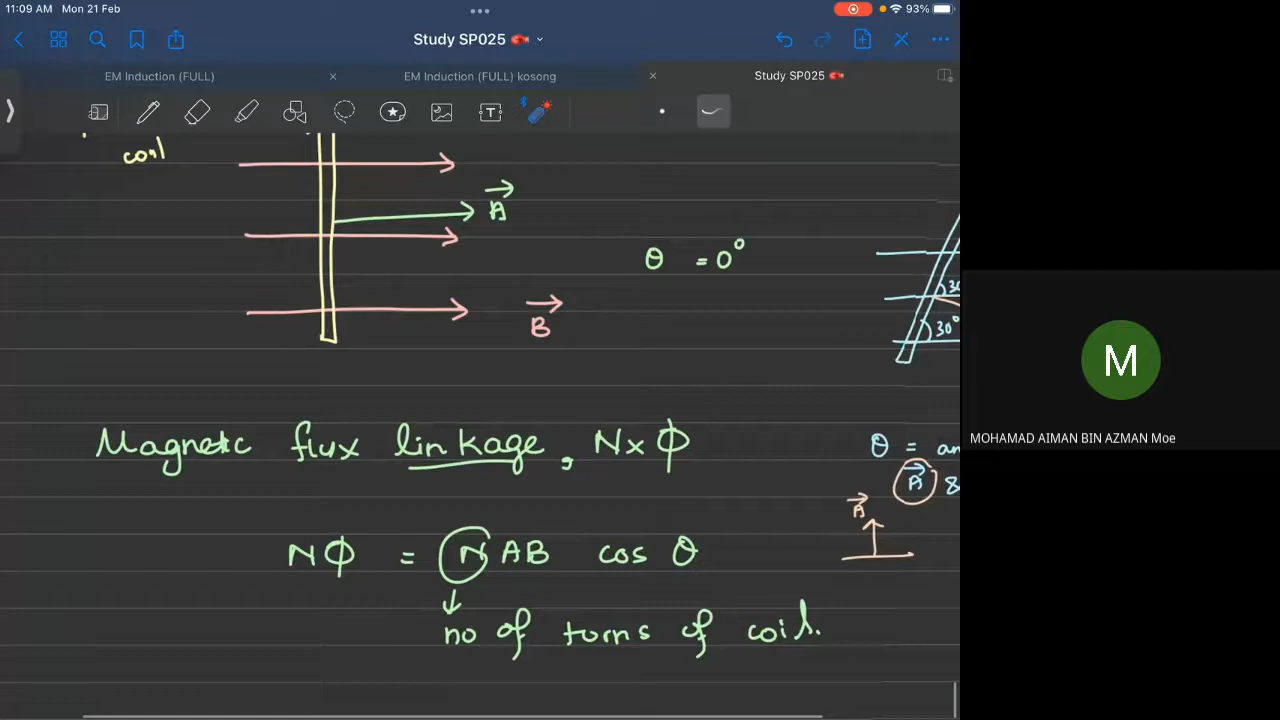 11:09 AM Mon 21 Feb
93%
Study SP025
EM Induction (FULL)
EM Induction (FULL) kosong
Study SP025
coil
A
θ = 0°
B
30
30°
Magnetic flux linkage, N x Φ
θ = an
A &
A
NΦ = N AB cos θ
no of turns of coil.
M
MOHAMAD AIMAN BIN AZMAN Moe